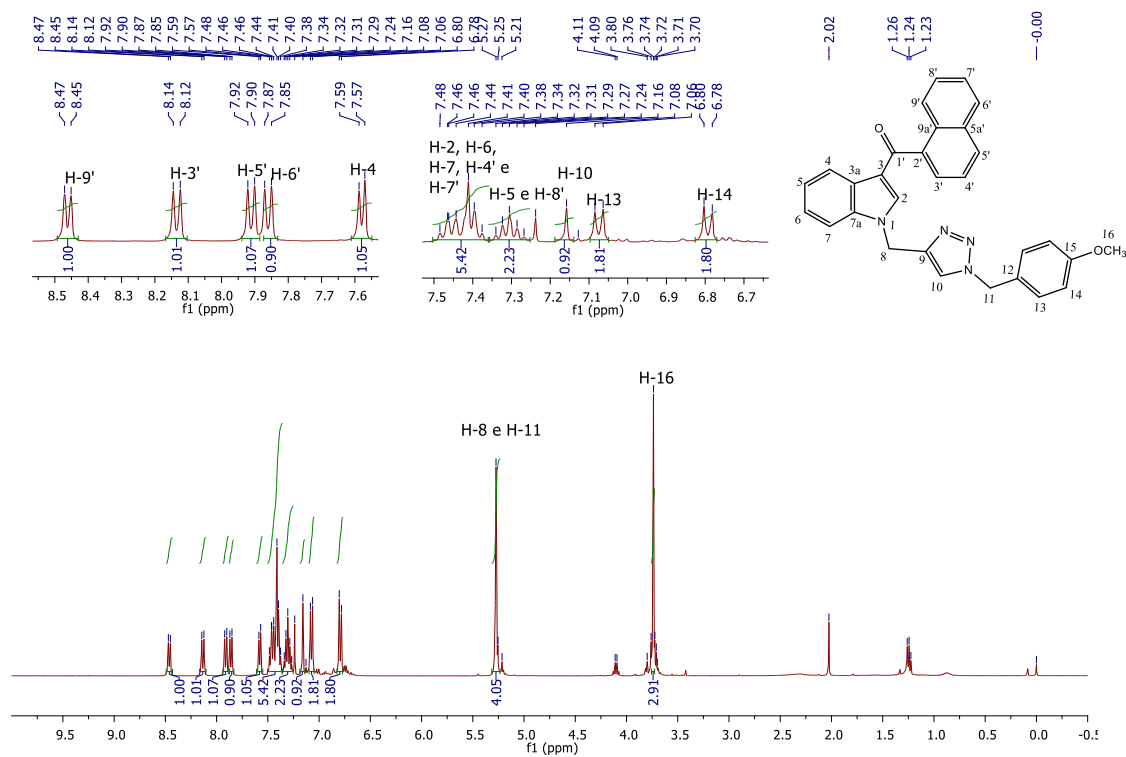 8.47 8.45 8.14 8.12 7.92 7.90 7.87 7.85 7.59 7.57 7.48 7.46 7.46 7.44 7.41 7.40 7.38 7.34 7.32 7.31 7.29 7.24 7.16 7.08 7.06 6.80 6.78 5.27 5.25 5.21 4.11 4.09 3.80 3.76 3.74 3.72 3.71 3.70 2.02 1.26 1.24 1.23 -0.00
8.47 8.45 8.14 8.12 7.92 7.90 7.87 7.85 7.59 7.57
7.48 7.46 7.46 7.44 7.41 7.40 7.38 7.34 7.32 7.31 7.29 7.27 7.24 7.16 7.08 7.06 6.80 6.78
H-9' H-3' H-5' H-6' H-4
H-2, H-6,
H-7, H-4' e
H-7'
H-5 e H-8'
H-10
H-13
H-14
1.00 1.01 1.07 0.90 1.05
5.42 2.23 0.92 1.81 1.80
8.5 8.4 8.3 8.2 8.1 8.0 7.9 7.8 7.7 7.6
f1 (ppm)
7.5 7.4 7.3 7.2 7.1 7.0 6.9 6.8 6.7
f1 (ppm)
8' 7'
9' 6'
9a' 5a'
O
1' 2' 5'
3' 4'
4 3a 3
5 2
6 7a 1
7 N
8 9 N N
10 N
11 12 13 14 15
OCH₃ 16
H-16
H-8 e H-11
1.00 1.01 1.07 0.90 1.05 5.42 2.23 0.92 1.81 1.80 4.05 2.91
9.5 9.0 8.5 8.0 7.5 7.0 6.5 6.0 5.5 5.0 4.5 4.0 3.5 3.0 2.5 2.0 1.5 1.0 0.5 0.0
f1 (ppm)